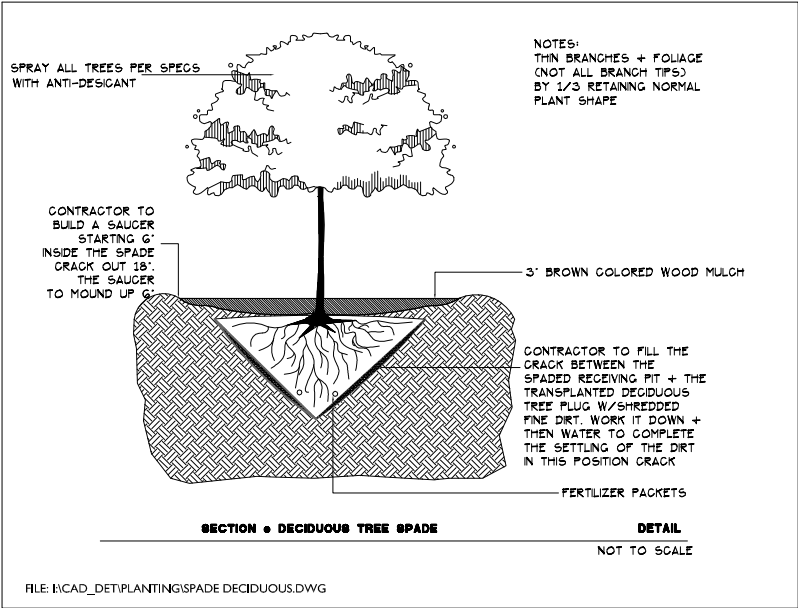 SPRAY ALL TREES PER SPECS
WITH ANTI-DESICANT
NOTES:
THIN BRANCHES + FOLIAGE
(NOT ALL BRANCH TIPS)
BY 1/3 RETAINING NORMAL
PLANT SHAPE
CONTRACTOR TO
BUILD A SAUCER
STARTING 6"
INSIDE THE SPADE
CRACK OUT 18".
THE SAUCER
TO MOUND UP 6"
3" BROWN COLORED WOOD MULCH
CONTRACTOR TO FILL THE
CRACK BETWEEN THE
SPADED RECEIVING PIT + THE
TRANSPLANTED DECIDUOUS
TREE PLUG W/SHREDDED
FINE DIRT. WORK IT DOWN +
THEN WATER TO COMPLETE
THE SETTLING OF THE DIRT
IN THIS POSITION CRACK
FERTILIZER PACKETS
SECTION @ DECIDUOUS TREE SPADE
DETAIL
NOT TO SCALE
FILE: I:\CAD_DET\PLANTING\SPADE DECIDUOUS.DWG